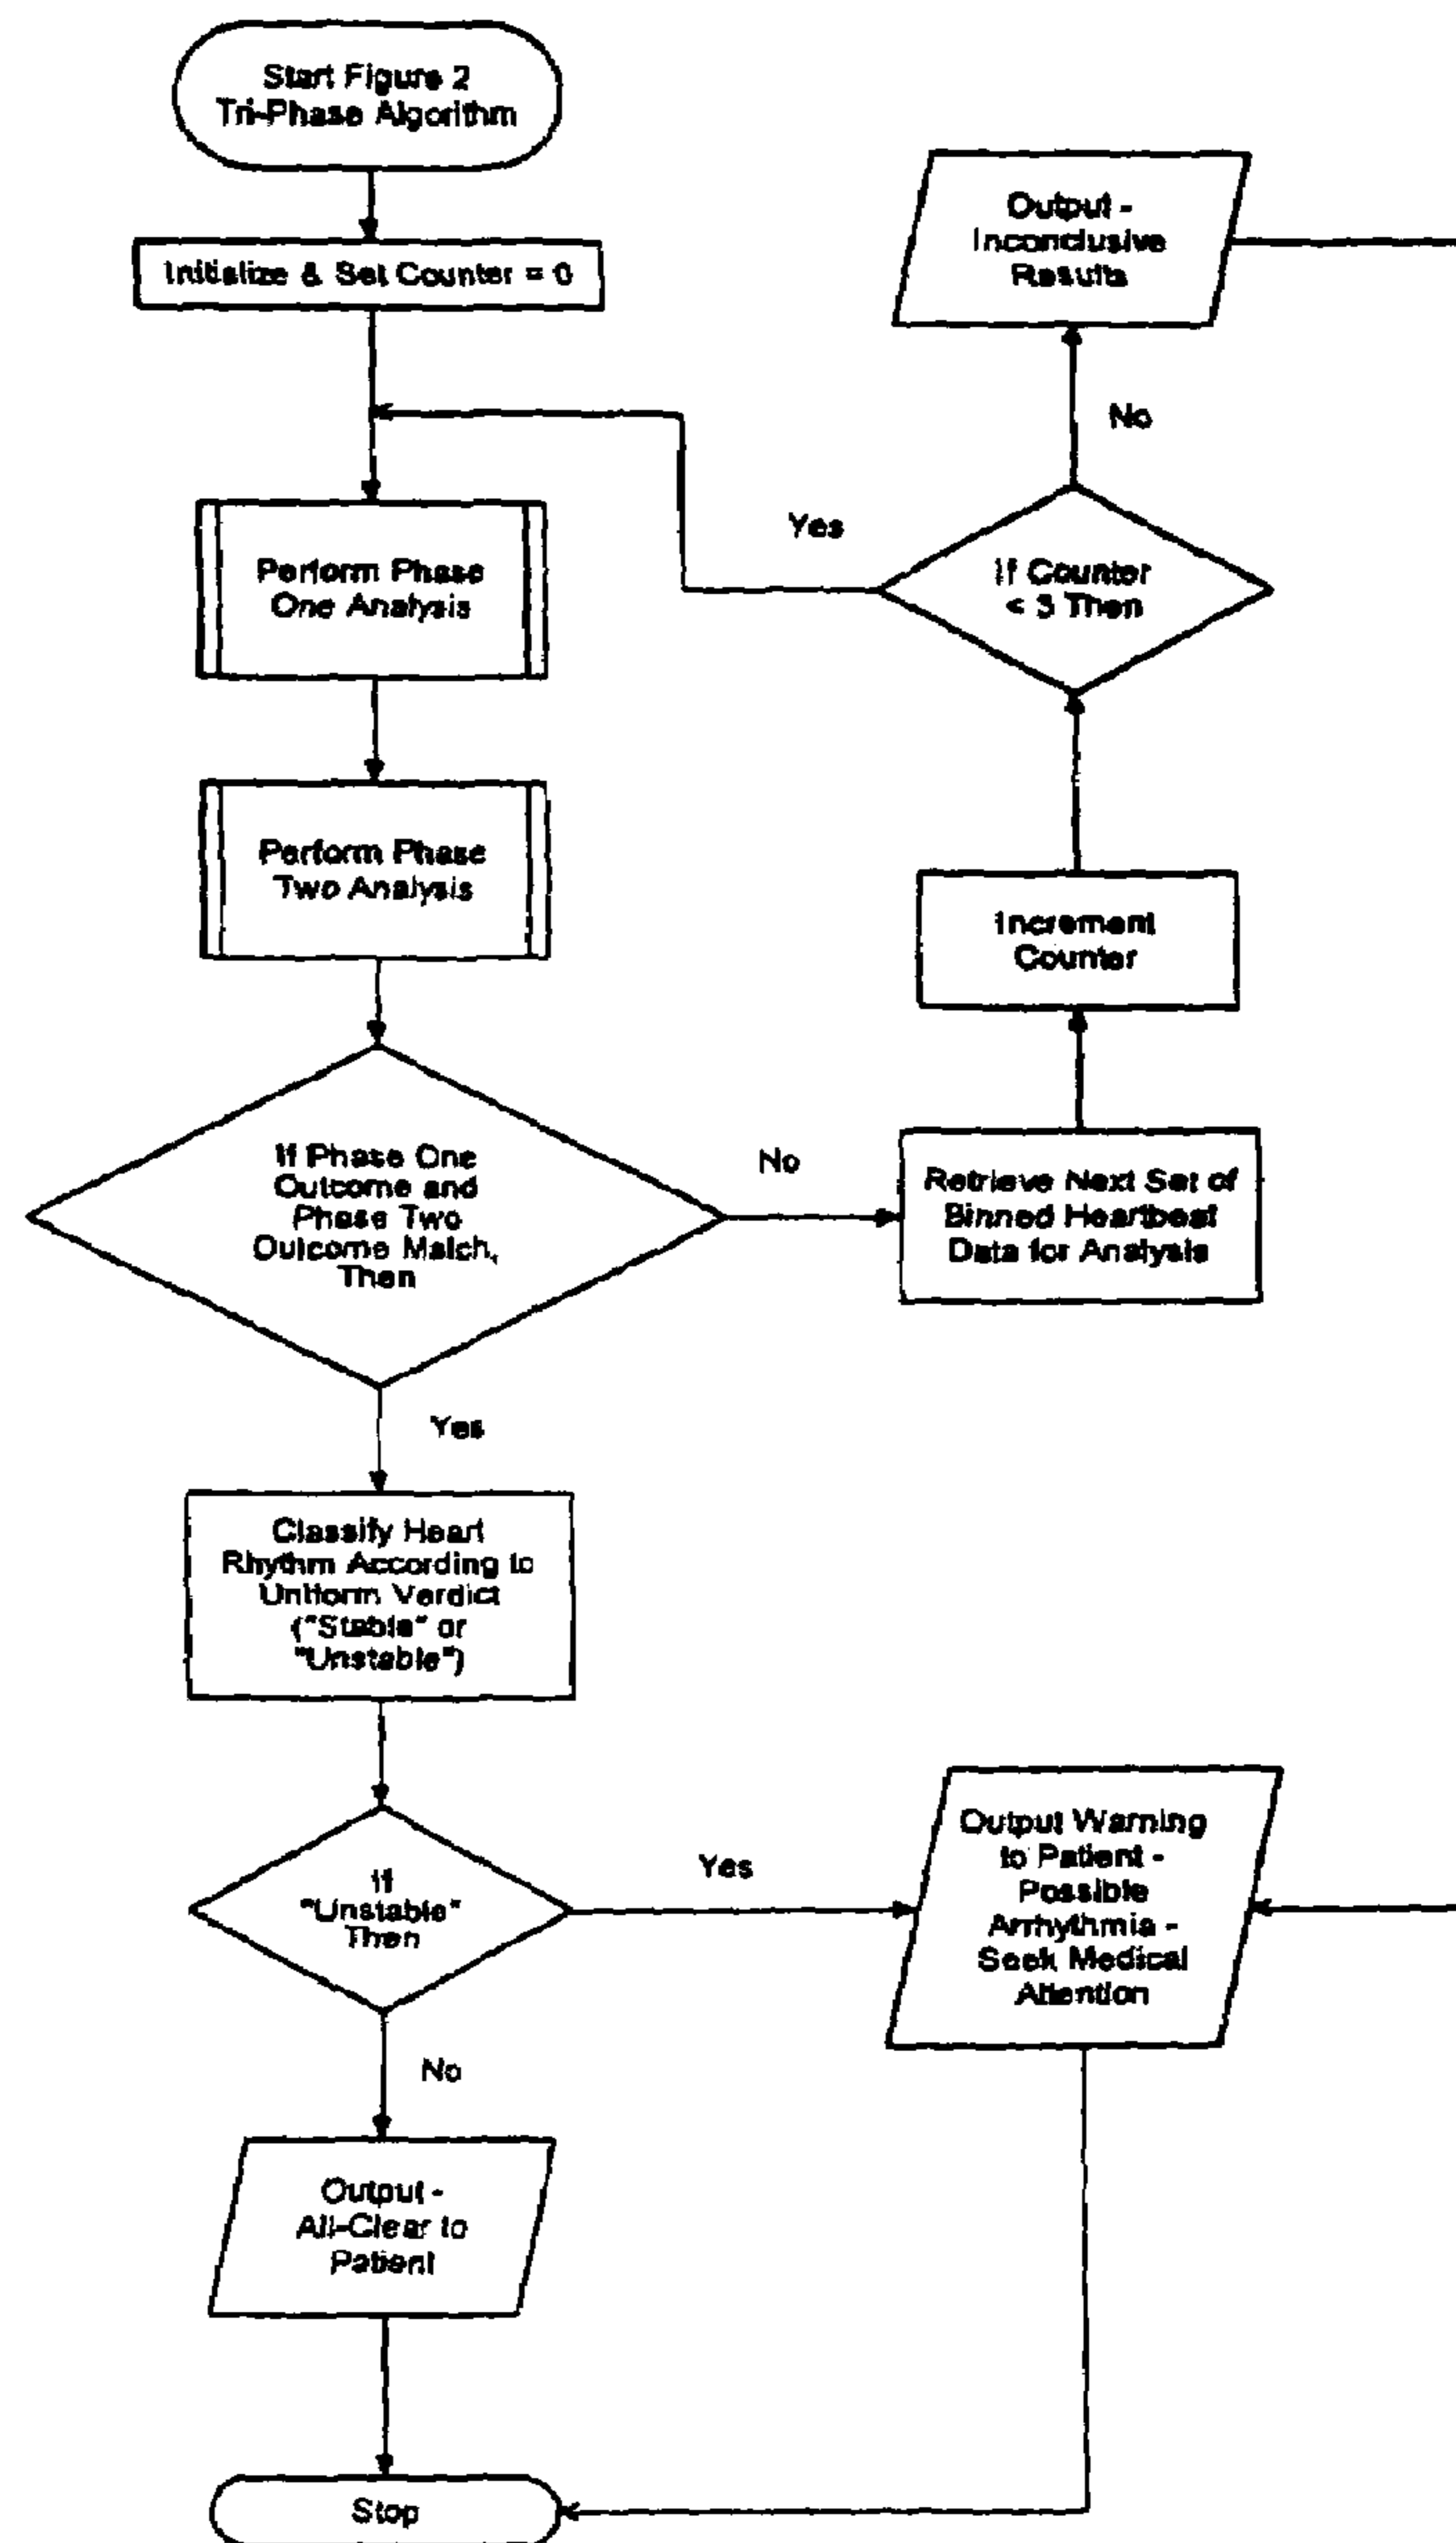 Start Figure 2
Tri-Phase Algorithm
Initialize & Set Counter = 0
Perform Phase
One Analysis
Perform Phase
Two Analysis
If Phase One
Outcome and
Phase Two
Outcome Match,
Then
No
Retrieve Next Set of
Binned Heartbeat
Data for Analysis
Increment
Counter
If Counter
< 3 Then
Yes
No
Output -
Inconclusive
Results
Yes
Classify Heart
Rhythm According to
Uniform Verdict
("Stable" or
"Unstable")
If
"Unstable"
Then
Yes
Output Warning
to Patient -
Possible
Arrhythmia -
Seek Medical
Attention
No
Output -
All-Clear to
Patient
Stop